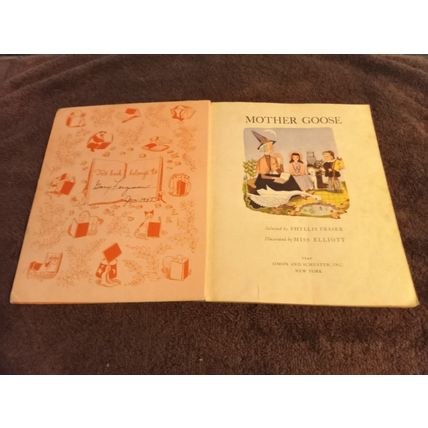 This book belongs to
MOTHER GOOSE
Selected by PHYLLIS FRASER
Illustrated by MISS ELLIOTT
SIMON AND SCHUSTER, INC.
NEW YORK